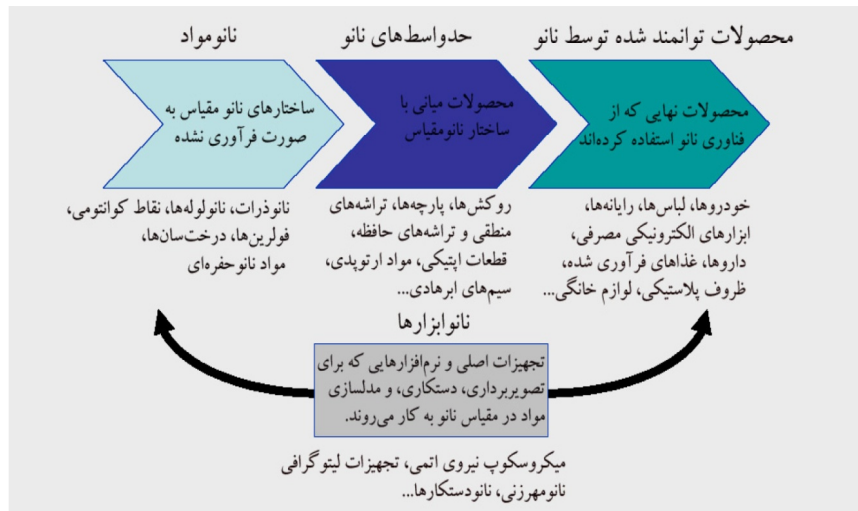 نانومواد
ساختارهای نانو مقیاس به
صورت فرآوری نشده
نانوذرات، نانولوله‌ها، نقاط کوانتومی،
فولرین‌ها، درخت‌سان‌ها،
مواد نانوحفره‌ای
حدواسط‌های نانو
محصولات میانی با
ساختار نانومقیاس
روکش‌ها، پارچه‌ها، تراشه‌های
منطقی و تراشه‌های حافظه،
قطعات اپتیکی، مواد ارتوپدی،
سیم‌های ابرهادی...
محصولات توانمند شده توسط نانو
محصولات نهایی که از
فناوری نانو استفاده کرده‌اند
خودروها، لباس‌ها، رایانه‌ها،
ابزارهای الکترونیکی مصرفی،
داروها، غذاهای فرآوری شده،
ظروف پلاستیکی، لوازم خانگی...
نانوابزارها
تجهیزات اصلی و نرم‌افزارهایی که برای
تصویربرداری، دستکاری، و مدلسازی
مواد در مقیاس نانو به کار می‌روند.
میکروسکوپ نیروی اتمی، تجهیزات لیتوگرافی
نانومهرزنی، نانودستکارها...